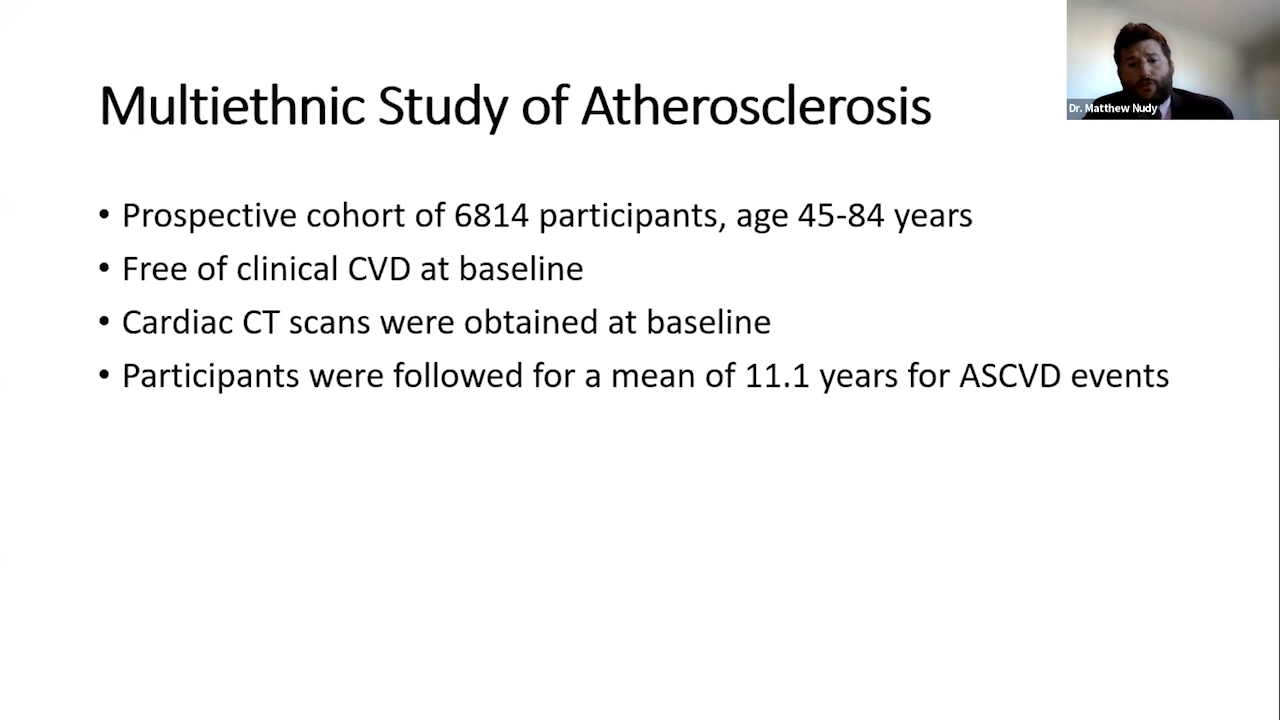 Multiethnic Study of Atherosclerosis
Dr. Matthew Nudy
• Prospective cohort of 6814 participants, age 45-84 years
• Free of clinical CVD at baseline
• Cardiac CT scans were obtained at baseline
• Participants were followed for a mean of 11.1 years for ASCVD events